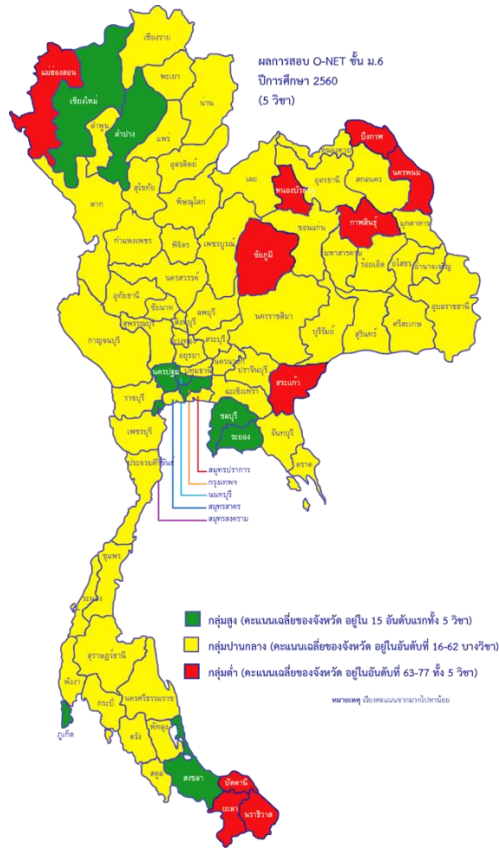 ผลการสอบ O-NET ชั้น ม.6
ปีการศึกษา 2560
(5 วิชา)
เชียงราย
แม่ฮ่องสอน
พะเยา
เชียงใหม่
น่าน
ลำพูน
ลำปาง
แพร่
อุตรดิตถ์
สุโขทัย
ตาก
พิษณุโลก
เลย
อุดรธานี
สกลนคร
บึงกาฬ
นครพนม
กาฬสินธุ์
มุกดาหาร
ขอนแก่น
กำแพงเพชร
พิจิตร
เพชรบูรณ์
ชัยภูมิ
มหาสารคาม
ร้อยเอ็ด
ยโสธร
อำนาจเจริญ
นครสวรรค์
อุทัยธานี
ชัยนาท
ลพบุรี
นครราชสีมา
บุรีรัมย์
สุรินทร์
ศรีสะเกษ
อุบลราชธานี
สุพรรณบุรี
กาญจนบุรี
สระบุรี
อยุธยา
นครปฐม
ปทุมธานี
ปราจีนบุรี
สระแก้ว
ฉะเชิงเทรา
ราชบุรี
ชลบุรี
ระยอง
จันทบุรี
ตราด
เพชรบุรี
ประจวบคีรีขันธ์
สมุทรปราการ
กรุงเทพฯ
นนทบุรี
สมุทรสาคร
สมุทรสงคราม
ชุมพร
ระนอง
สุราษฎร์ธานี
พังงา
กระบี่
นครศรีธรรมราช
ภูเก็ต
ตรัง
พัทลุง
สตูล
สงขลา
ปัตตานี
ยะลา
นราธิวาส
กลุ่มสูง (คะแนนเฉลี่ยของจังหวัด อยู่ใน 15 อันดับแรกทั้ง 5 วิชา)
กลุ่มปานกลาง (คะแนนเฉลี่ยของจังหวัด อยู่ในอันดับที่ 16-62 บางวิชา)
กลุ่มต่ำ (คะแนนเฉลี่ยของจังหวัด อยู่ในอันดับที่ 63-77 ทั้ง 5 วิชา)
หมายเหตุ เรียงคะแนนจากมากไปหาน้อย